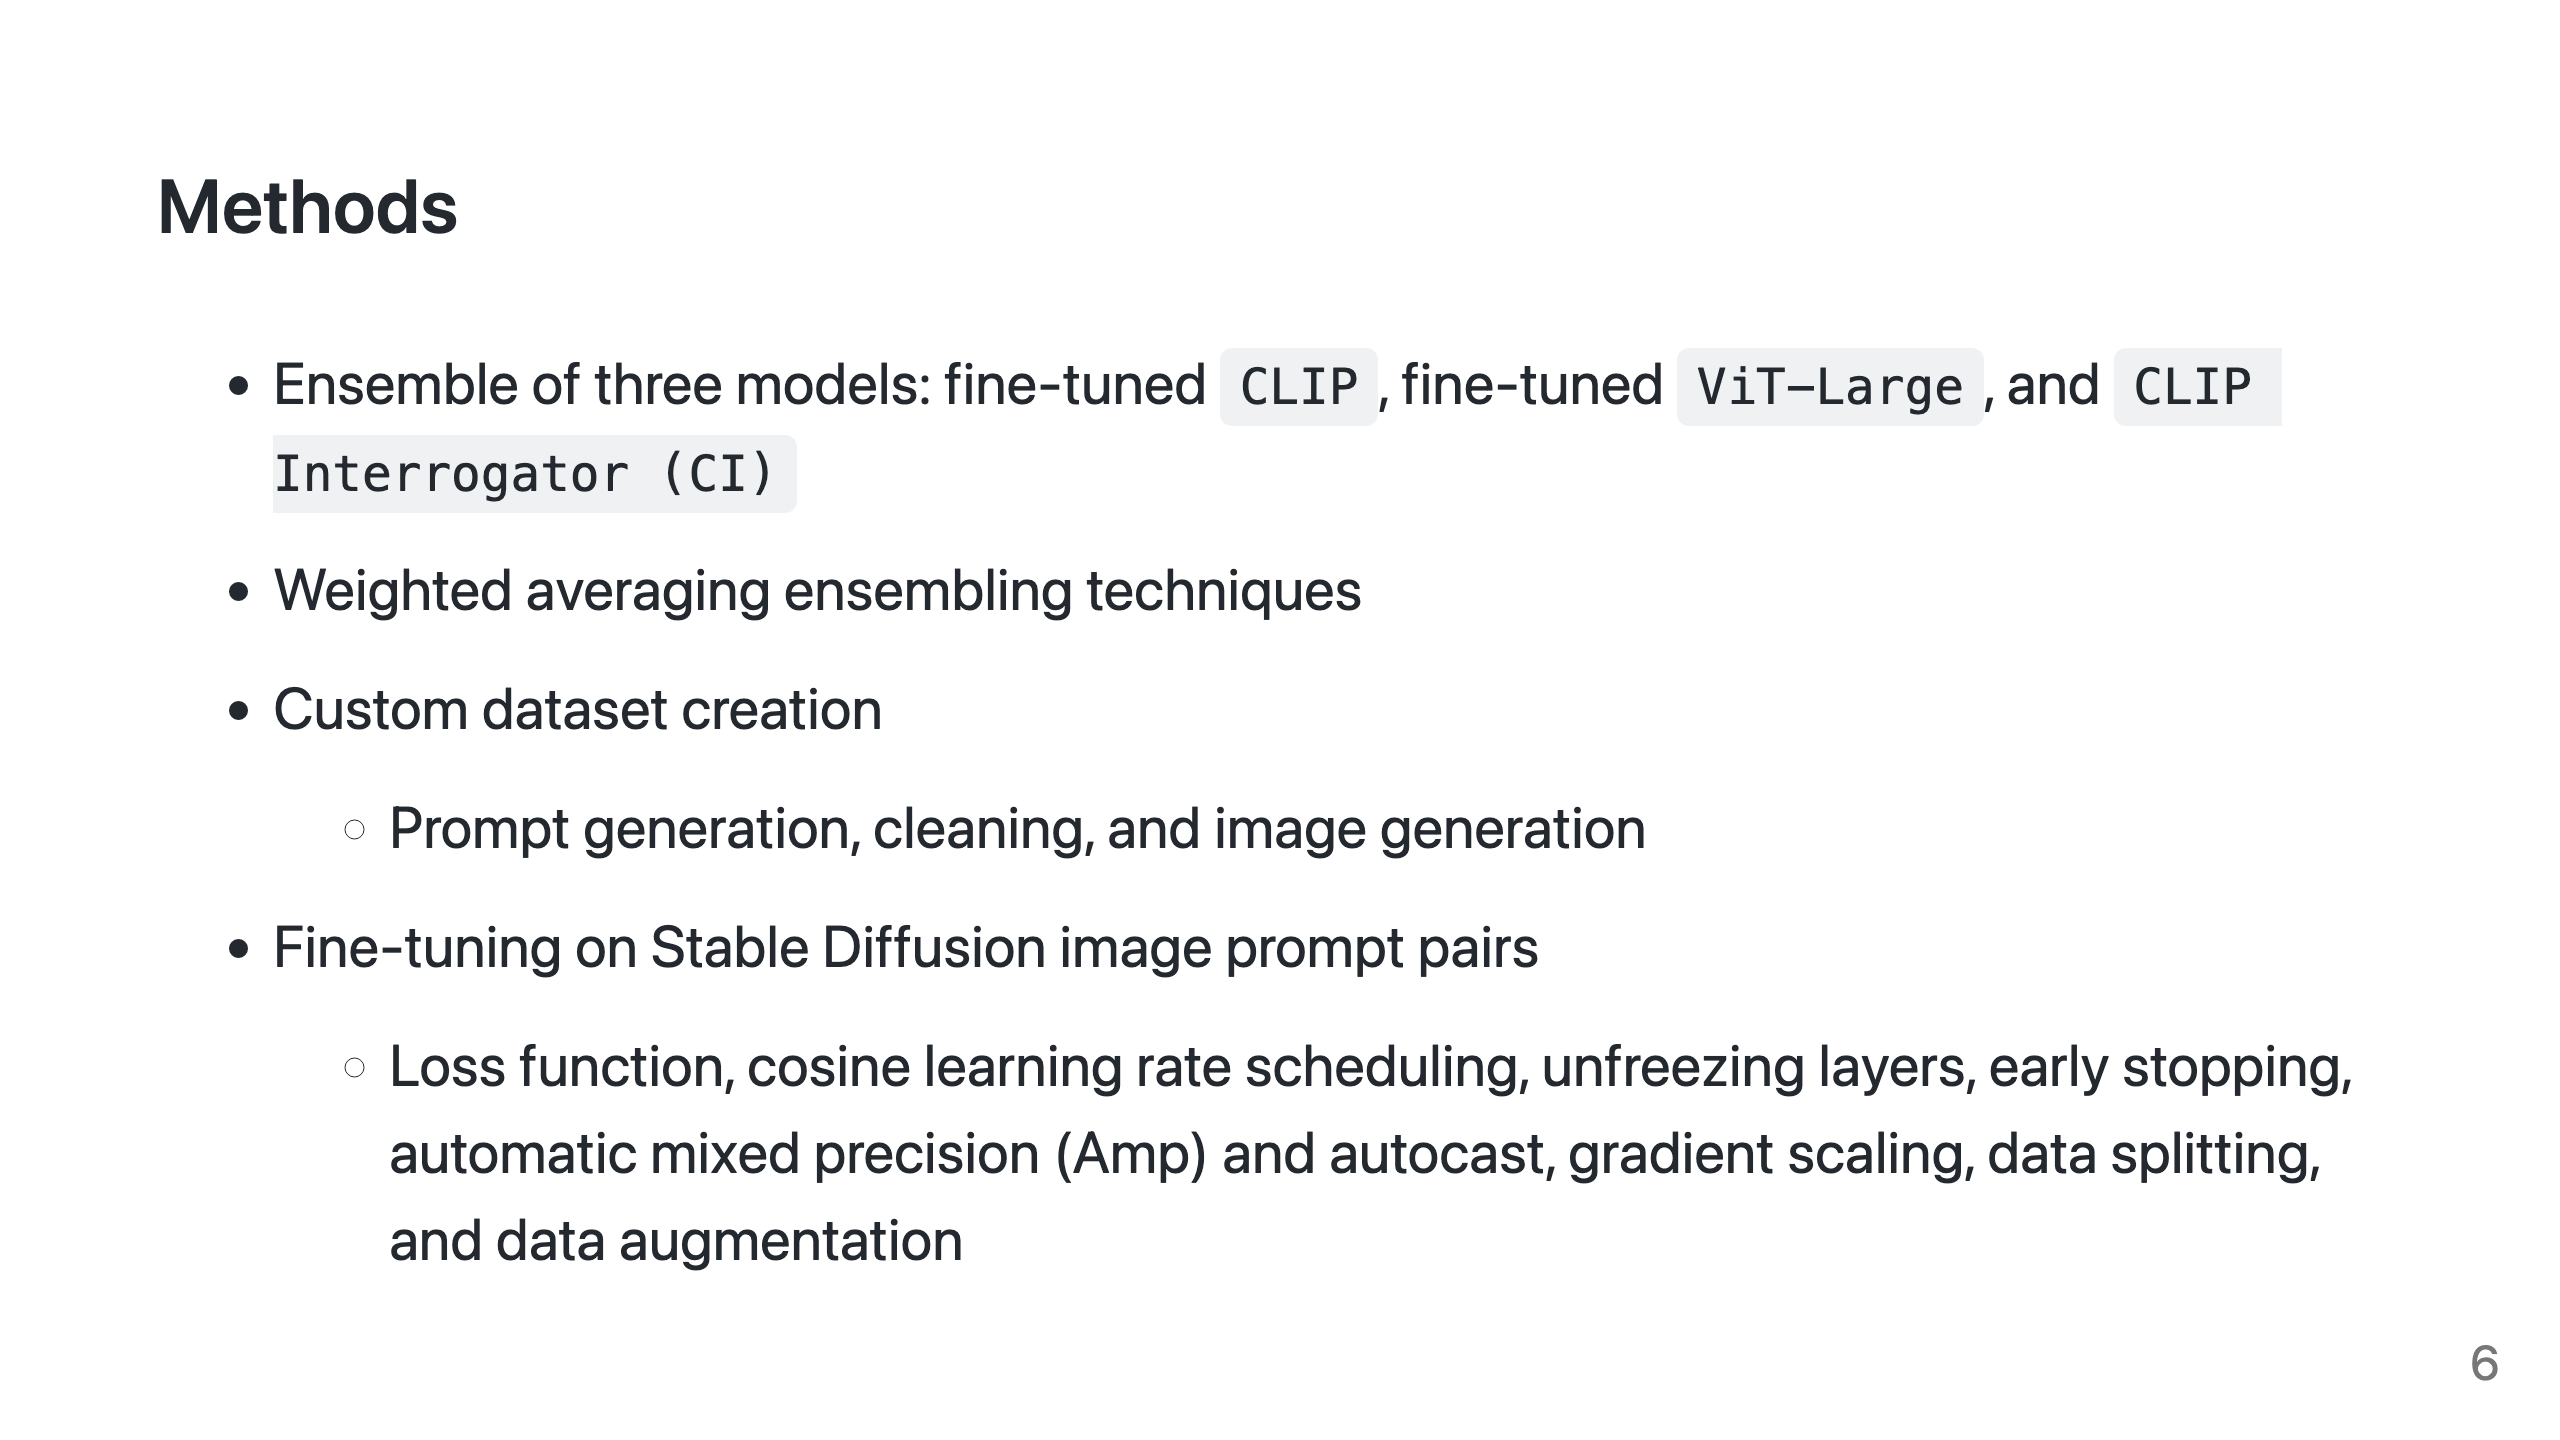 Methods
Ensemble of three models: fine-tuned CLIP, fine-tuned ViT-Large, and CLIP
Interrogator (CI)
Weighted averaging ensembling techniques
Custom dataset creation
Prompt generation, cleaning, and image generation
Fine-tuning on Stable Diffusion image prompt pairs
Loss function, cosine learning rate scheduling, unfreezing layers, early stopping,
automatic mixed precision (Amp) and autocast, gradient scaling, data splitting,
and data augmentation
6